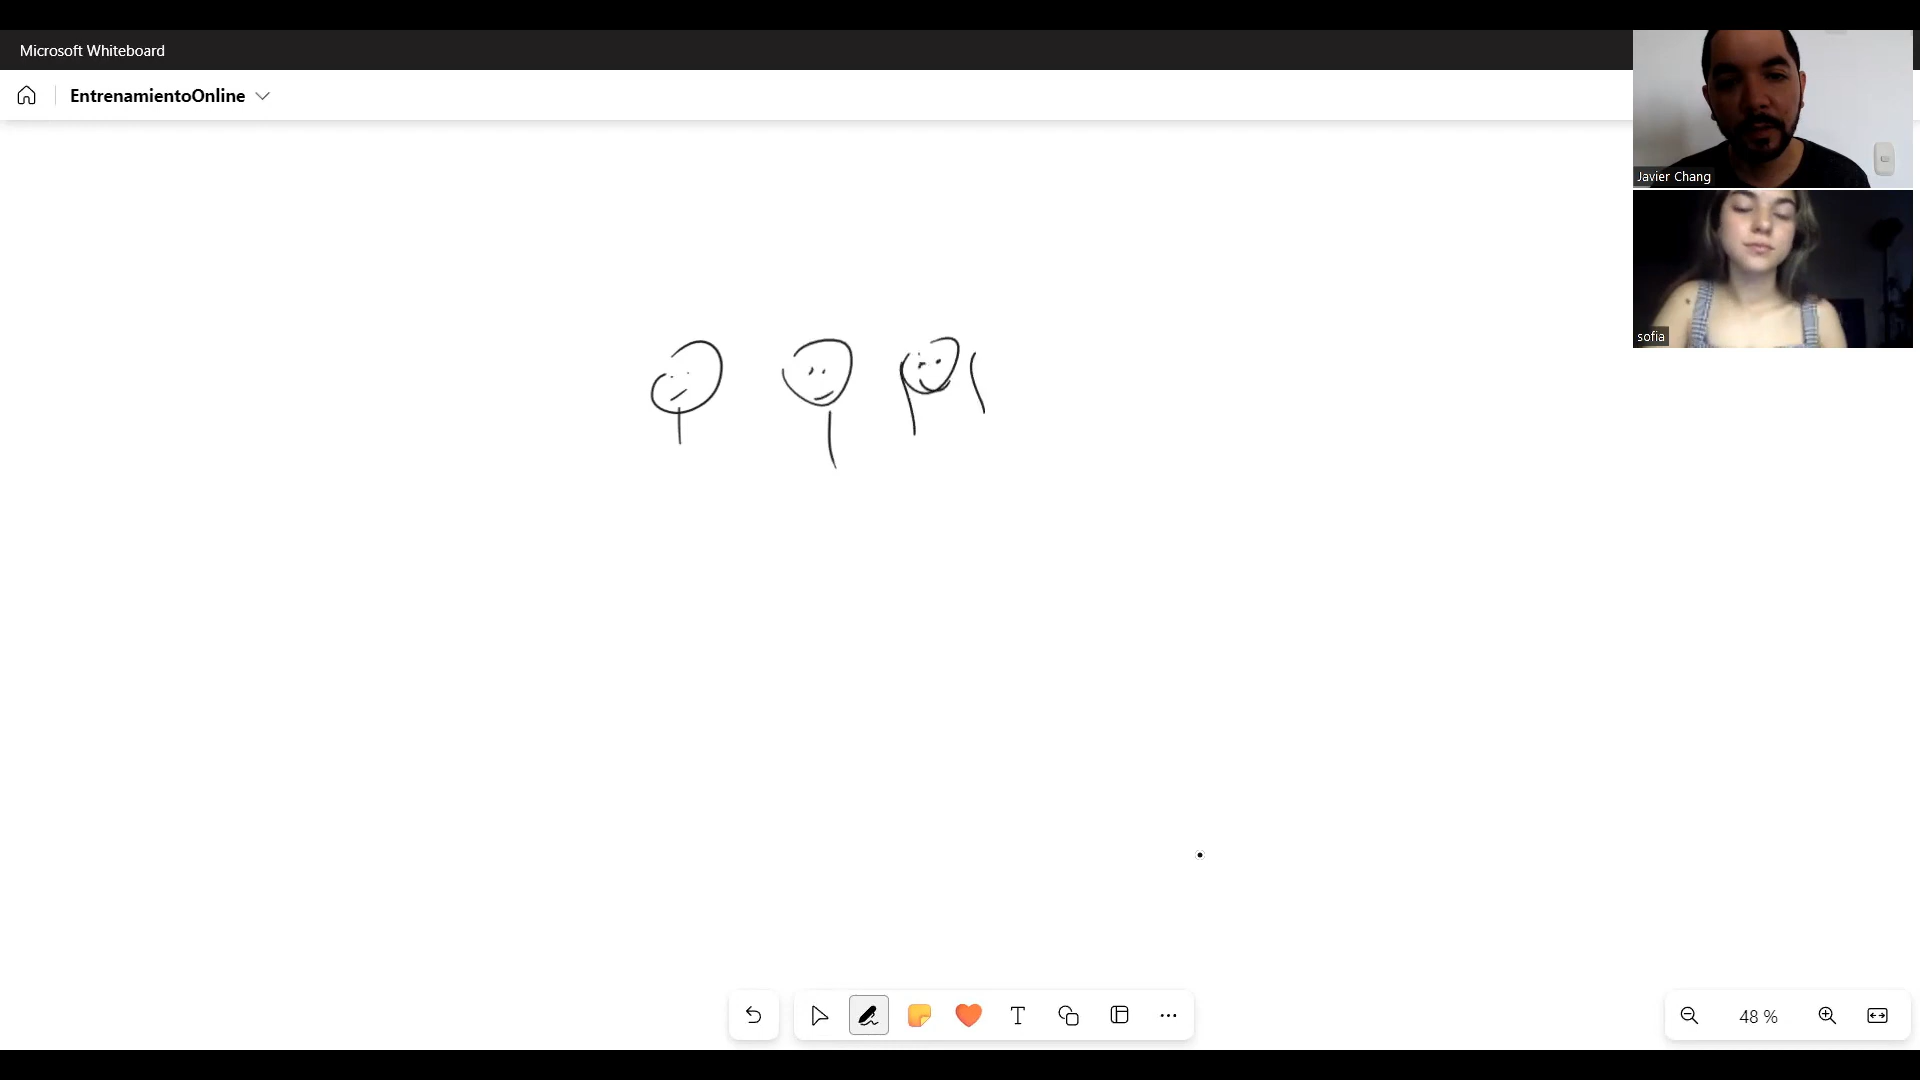 Microsoft Whiteboard
EntrenamientoOnline
Javier Chang
sofia
48 %